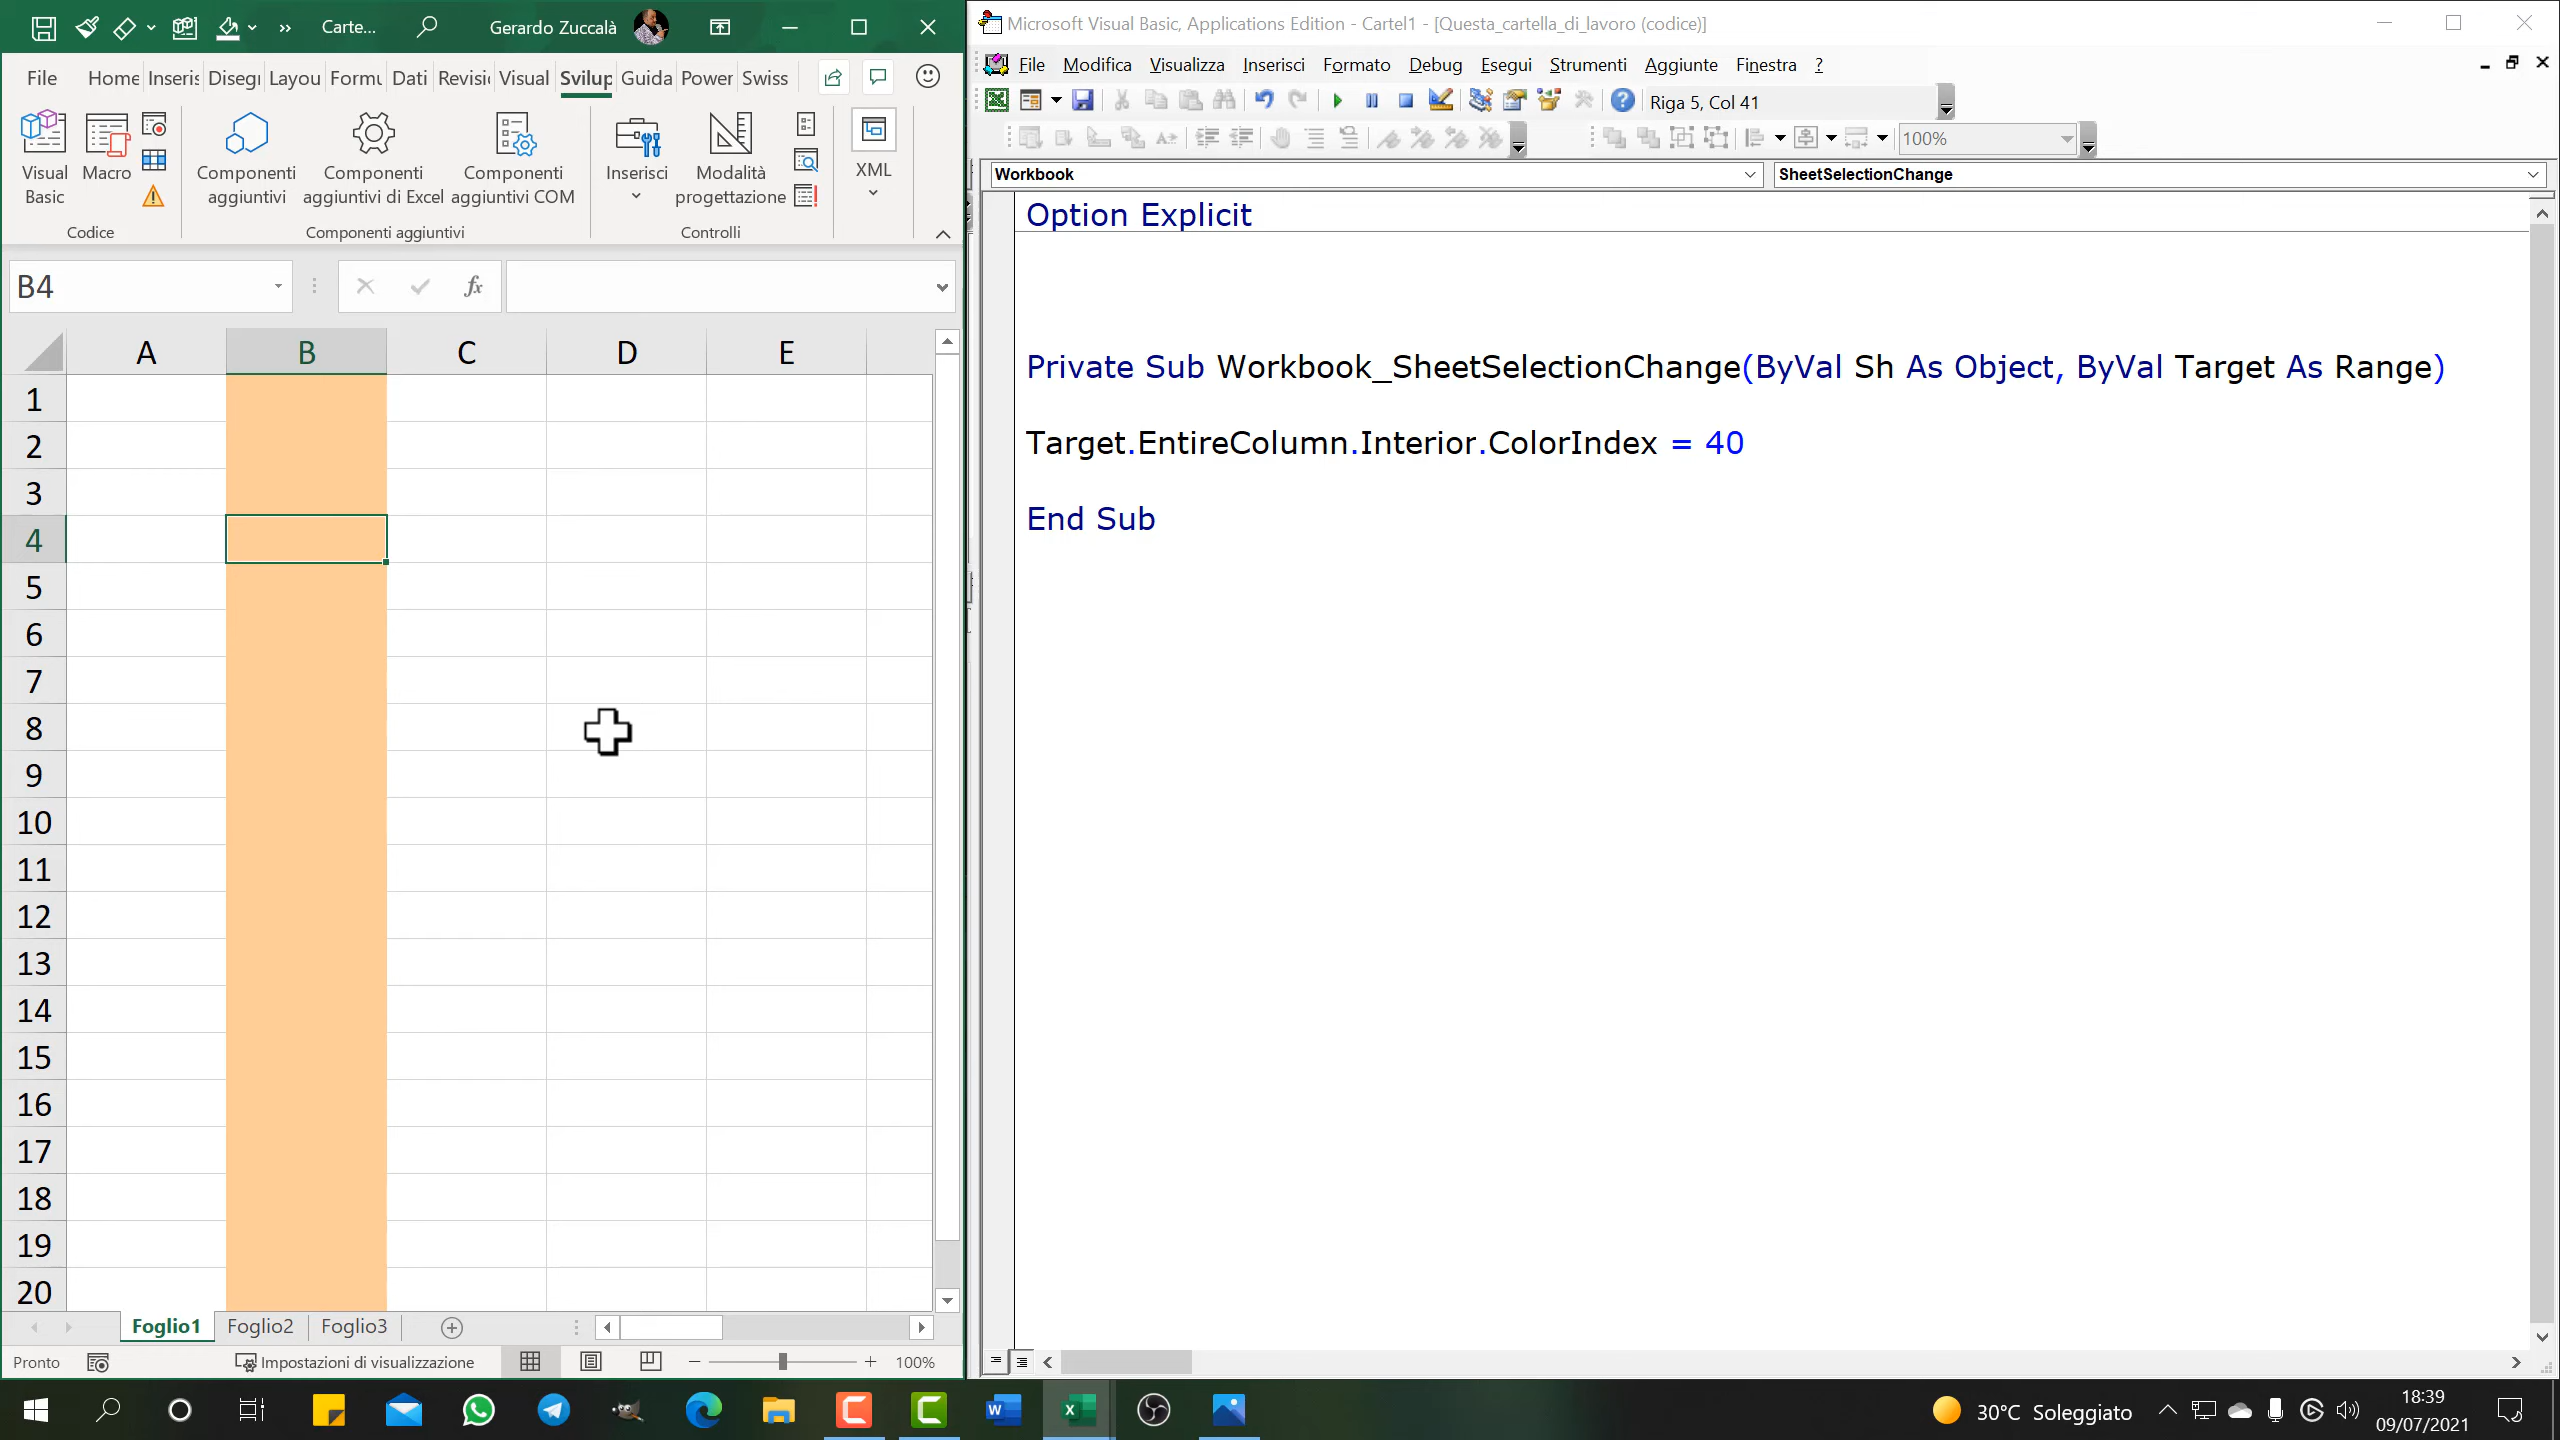 Carte...
Gerardo Zuccalà
File
Home
Inseris
Diseg
Layou
Formu
Dati
Revisi
Visual
Svilup
Guida
Power
Swiss
Visual
Basic
Macro
Componenti
aggiuntivi
Componenti
aggiuntivi di Excel
Componenti
aggiuntivi COM
Inserisci
Modalità
progettazione
XML
Codice
Componenti aggiuntivi
Controlli
B4
fx
A B C D E
1
2
3
4
5
6
7
8
9
10
11
12
13
14
15
16
17
18
19
20
Foglio1 Foglio2 Foglio3
Pronto
Impostazioni di visualizzazione
100%
Microsoft Visual Basic, Applications Edition - Cartel1 - [Questa_cartella_di_lavoro (codice)]
File Modifica Visualizza Inserisci Formato Debug Esegui Strumenti Aggiunte Finestra ?
Riga 5, Col 41
100%
Workbook
SheetSelectionChange
Option Explicit
Private Sub Workbook_SheetSelectionChange(ByVal Sh As Object, ByVal Target As Range)
Target.EntireColumn.Interior.ColorIndex = 40
End Sub
30°C Soleggiato
18:39
09/07/2021